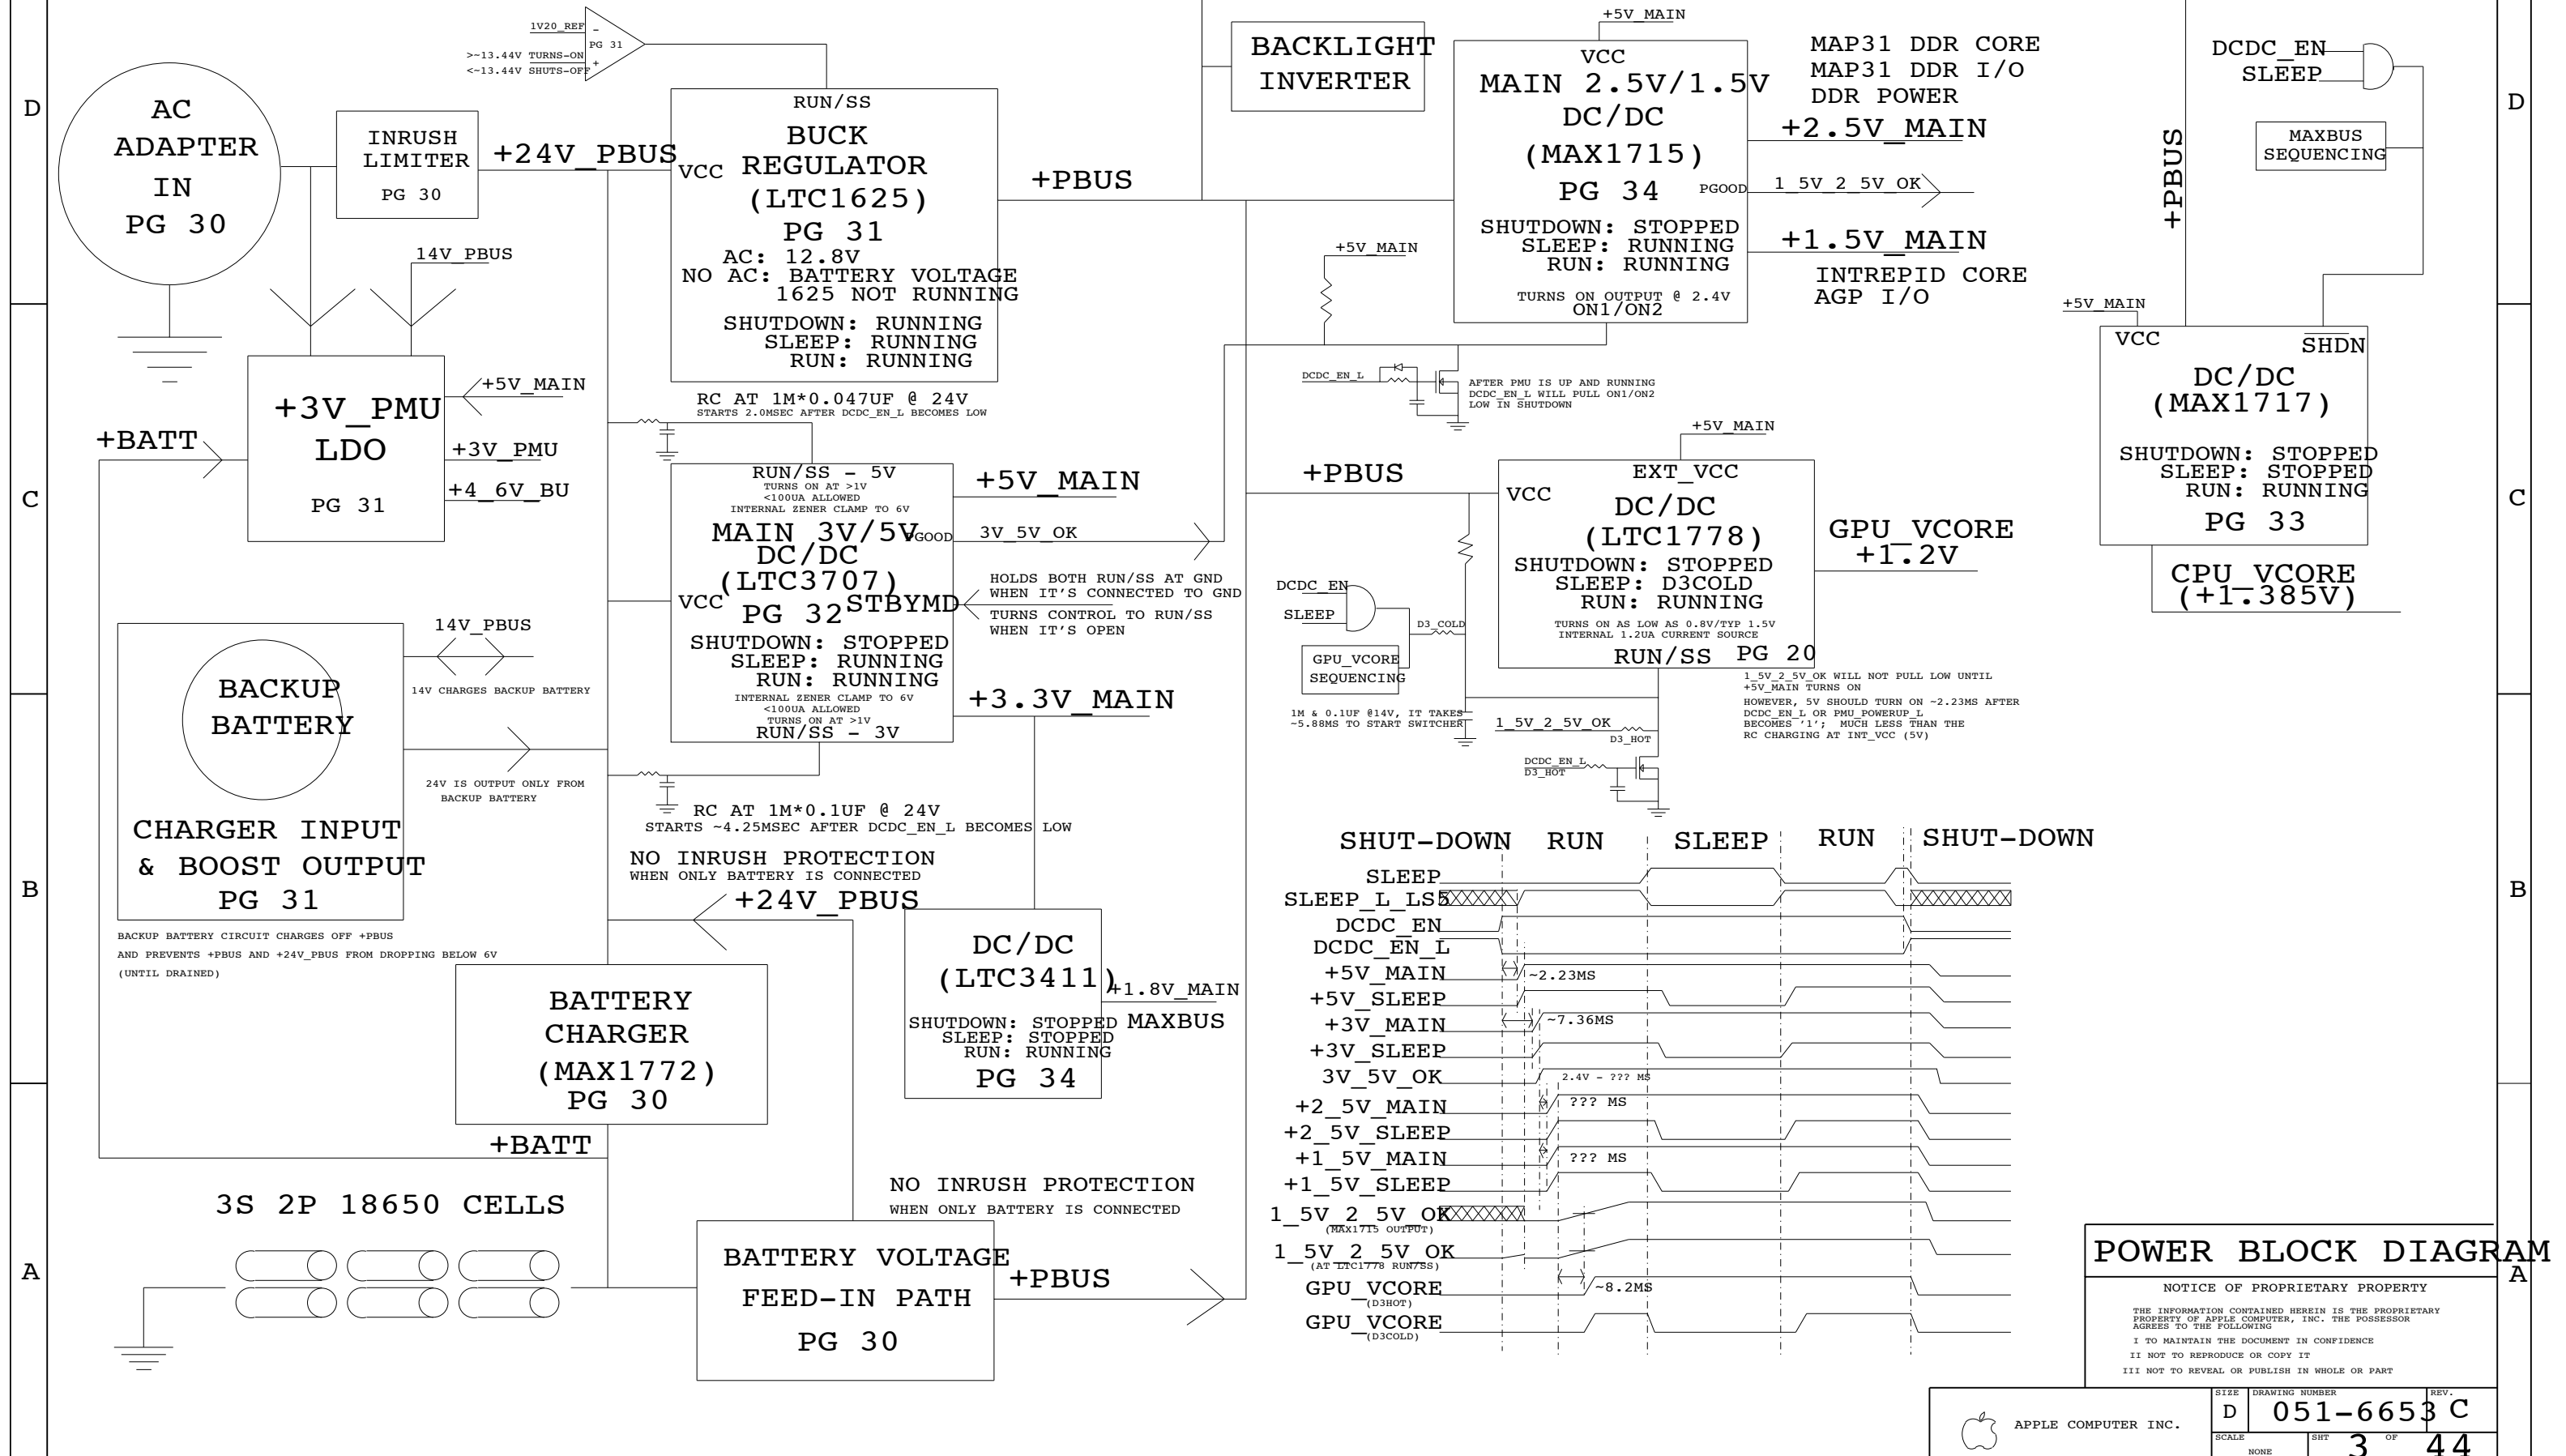 1V20_REF
-
PG 31
>~13.44V TURNS-ON
+
<~13.44V SHUTS-OFF
D
AC
ADAPTER
IN
PG 30
INRUSH
LIMITER
PG 30
+24V_PBUS
RUN/SS
BUCK
REGULATOR
VCC
(LTC1625)
PG 31
AC: 12.8V
NO AC: BATTERY VOLTAGE
1625 NOT RUNNING
SHUTDOWN: RUNNING
SLEEP: RUNNING
RUN: RUNNING
+PBUS
BACKLIGHT
INVERTER
+5V_MAIN
VCC
MAIN 2.5V/1.5V
DC/DC
(MAX1715)
PG 34
PGOOD
SHUTDOWN: STOPPED
SLEEP: RUNNING
RUN: RUNNING
TURNS ON OUTPUT @ 2.4V
ON1/ON2
MAP31 DDR CORE
MAP31 DDR I/O
DDR POWER
+2.5V_MAIN
1_5V_2_5V_OK
+1.5V_MAIN
INTREPID CORE
AGP I/O
+PBUS
DCDC_EN
SLEEP
MAXBUS
SEQUENCING
D
14V_PBUS
+3V_PMU
LDO
PG 31
+5V_MAIN
+3V_PMU
+4_6V_BU
+BATT
C
RC AT 1M*0.047UF @ 24V
STARTS 2.0MSEC AFTER DCDC_EN_L BECOMES LOW
RUN/SS - 5V
TURNS ON AT >1V
<100UA ALLOWED
INTERNAL ZENER CLAMP TO 6V
MAIN 3V/5V
PGOOD
DC/DC
(LTC3707)
VCC
PG 32
STBYMD
SHUTDOWN: STOPPED
SLEEP: RUNNING
RUN: RUNNING
INTERNAL ZENER CLAMP TO 6V
<100UA ALLOWED
TURNS ON AT >1V
RUN/SS - 3V
+5V_MAIN
3V_5V_OK
HOLDS BOTH RUN/SS AT GND
WHEN IT'S CONNECTED TO GND
TURNS CONTROL TO RUN/SS
WHEN IT'S OPEN
+3.3V_MAIN
+5V_MAIN
DCDC_EN_L
AFTER PMU IS UP AND RUNNING
DCDC_EN_L WILL PULL ON1/ON2
LOW IN SHUTDOWN
+5V_MAIN
+PBUS
EXT_VCC
VCC
DC/DC
(LTC1778)
SHUTDOWN: STOPPED
SLEEP: D3COLD
RUN: RUNNING
TURNS ON AS LOW AS 0.8V/TYP 1.5V
INTERNAL 1.2UA CURRENT SOURCE
RUN/SS
PG 20
GPU_VCORE
+1.2V
DCDC_EN
SLEEP
D3_COLD
GPU_VCORE
SEQUENCING
1M & 0.1UF @14V, IT TAKES
~5.88MS TO START SWITCHER
1_5V_2_5V_OK
D3_HOT
DCDC_EN_L
D3_HOT
1_5V_2_5V_OK WILL NOT PULL LOW UNTIL
+5V_MAIN TURNS ON
HOWEVER, 5V SHOULD TURN ON ~2.23MS AFTER
DCDC_EN_L OR PMU_POWERUP_L
BECOMES '1'; MUCH LESS THAN THE
RC CHARGING AT INT_VCC (5V)
+5V_MAIN
VCC
SHDN
DC/DC
(MAX1717)
SHUTDOWN: STOPPED
SLEEP: STOPPED
RUN: RUNNING
PG 33
CPU_VCORE
(+1.385V)
C
BACKUP
BATTERY
CHARGER INPUT
& BOOST OUTPUT
PG 31
14V_PBUS
14V CHARGES BACKUP BATTERY
24V IS OUTPUT ONLY FROM
BACKUP BATTERY
B
BACKUP BATTERY CIRCUIT CHARGES OFF +PBUS
AND PREVENTS +PBUS AND +24V_PBUS FROM DROPPING BELOW 6V
(UNTIL DRAINED)
RC AT 1M*0.1UF @ 24V
STARTS ~4.25MSEC AFTER DCDC_EN_L BECOMES LOW
NO INRUSH PROTECTION
WHEN ONLY BATTERY IS CONNECTED
+24V_PBUS
BATTERY
CHARGER
(MAX1772)
PG 30
DC/DC
(LTC3411)
SHUTDOWN: STOPPED
SLEEP: STOPPED
RUN: RUNNING
PG 34
+1.8V_MAIN
MAXBUS
+BATT
3S 2P 18650 CELLS
NO INRUSH PROTECTION
WHEN ONLY BATTERY IS CONNECTED
BATTERY VOLTAGE
FEED-IN PATH
PG 30
+PBUS
A
SHUT-DOWN RUN SLEEP RUN SHUT-DOWN
SLEEP
SLEEP_L_LS5
DCDC_EN
DCDC_EN_L
+5V_MAIN ~2.23MS
+5V_SLEEP
+3V_MAIN ~7.36MS
+3V_SLEEP
3V_5V_OK 2.4V - ??? MS
+2_5V_MAIN ??? MS
+2_5V_SLEEP
+1_5V_MAIN ??? MS
+1_5V_SLEEP
1_5V_2_5V_OK
(MAX1715 OUTPUT)
1_5V_2_5V_OK
(AT LTC1778 RUN/SS)
GPU_VCORE ~8.2MS
(D3HOT)
GPU_VCORE
(D3COLD)
B
POWER BLOCK DIAGRAM
A
NOTICE OF PROPRIETARY PROPERTY
THE INFORMATION CONTAINED HEREIN IS THE PROPRIETARY
PROPERTY OF APPLE COMPUTER, INC. THE POSSESSOR
AGREES TO THE FOLLOWING
I TO MAINTAIN THE DOCUMENT IN CONFIDENCE
II NOT TO REPRODUCE OR COPY IT
III NOT TO REVEAL OR PUBLISH IN WHOLE OR PART
APPLE COMPUTER INC.
SIZE
D
DRAWING NUMBER
051-6653
REV.
C
SCALE
NONE
SHT
3
OF
44